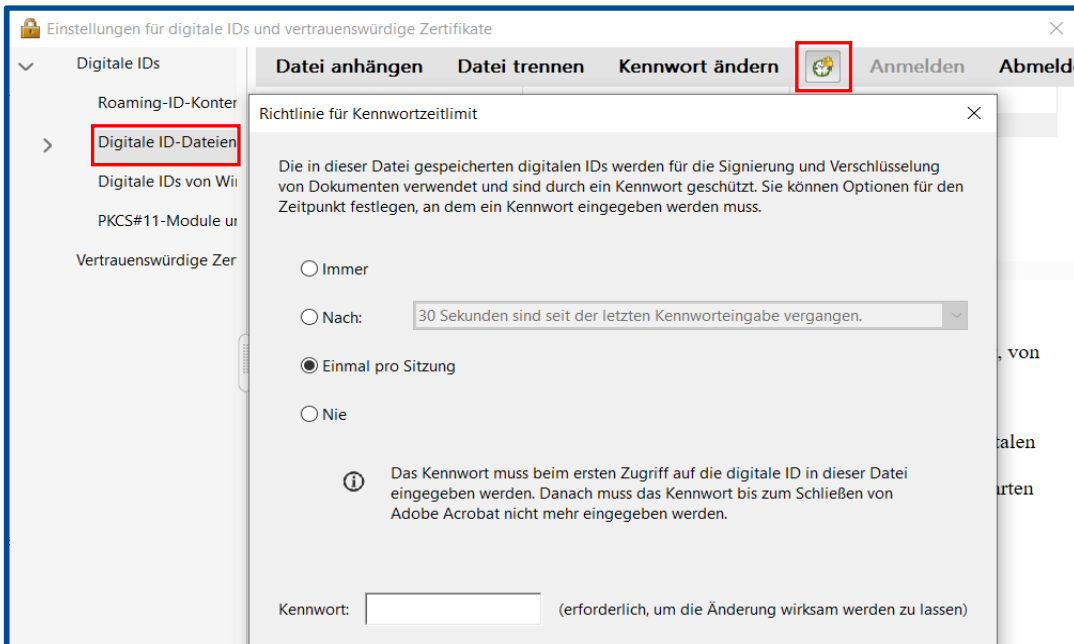 Einstellungen für digitale IDs und vertrauenswürdige Zertifikate
Digitale IDs
Datei anhängen Datei trennen Kennwort ändern Anmelden Abmeld
Roaming-ID-Konten
Digitale ID-Dateien
Digitale IDs von Wi
PKCS#11-Module u
Vertrauenswürdige Zer
Richtlinie für Kennwortzeitlimit
Die in dieser Datei gespeicherten digitalen IDs werden für die Signierung und Verschlüsselung
von Dokumenten verwendet und sind durch ein Kennwort geschützt. Sie können Optionen für den
Zeitpunkt festlegen, an dem ein Kennwort eingegeben werden muss.
Immer
Nach: 30 Sekunden sind seit der letzten Kennworteingabe vergangen.
Einmal pro Sitzung
Nie
Das Kennwort muss beim ersten Zugriff auf die digitale ID in dieser Datei
eingegeben werden. Danach muss das Kennwort bis zum Schließen von
Adobe Acrobat nicht mehr eingegeben werden.
Kennwort: (erforderlich, um die Änderung wirksam werden zu lassen)
, von
talen
rten